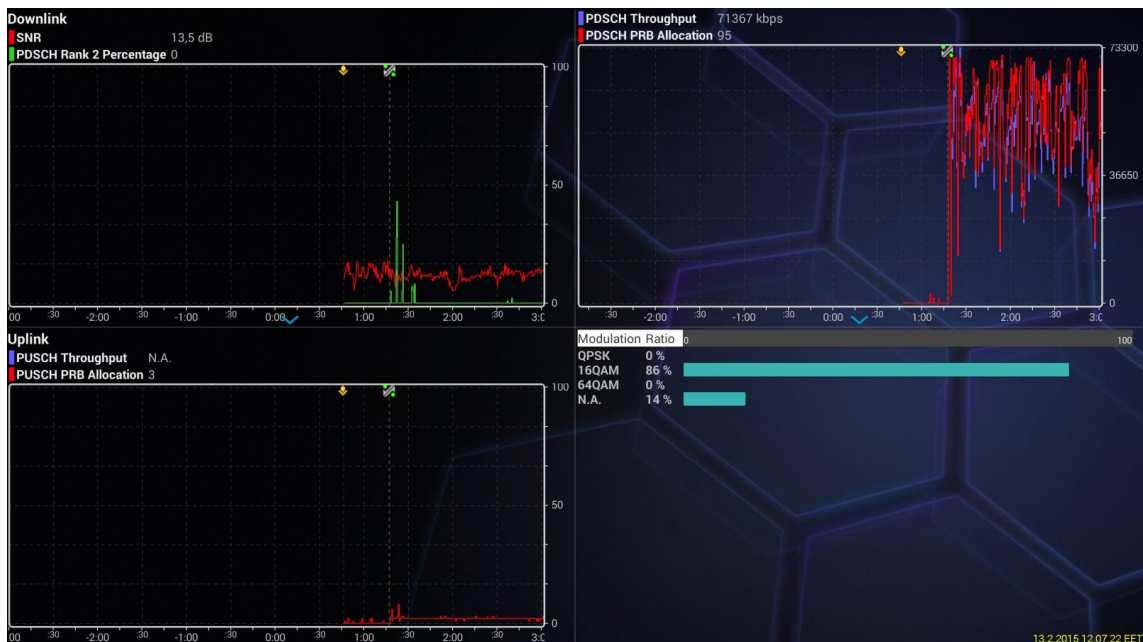 Downlink
SNR 13,5 dB
PDSCH Rank 2 Percentage 0
100
50
0
00 :30 -2:00 :30 -1:00 :30 0:00 :30 1:00 :30 2:00 :30 3:0
PDSCH Throughput 71367 kbps
PDSCH PRB Allocation 95
73300
36650
0
:30 -2:00 :30 -1:00 :30 0:00 :30 1:00 :30 2:00 :30 3:0
Uplink
PUSCH Throughput N.A.
PUSCH PRB Allocation 3
100
50
0
00 :30 -2:00 :30 -1:00 :30 0:00 :30 1:00 :30 2:00 :30 3:0
Modulation Ratio 0 100
QPSK 0 %
16QAM 86 %
64QAM 0 %
N.A. 14 %
13.2.2015 12.07.22 EET